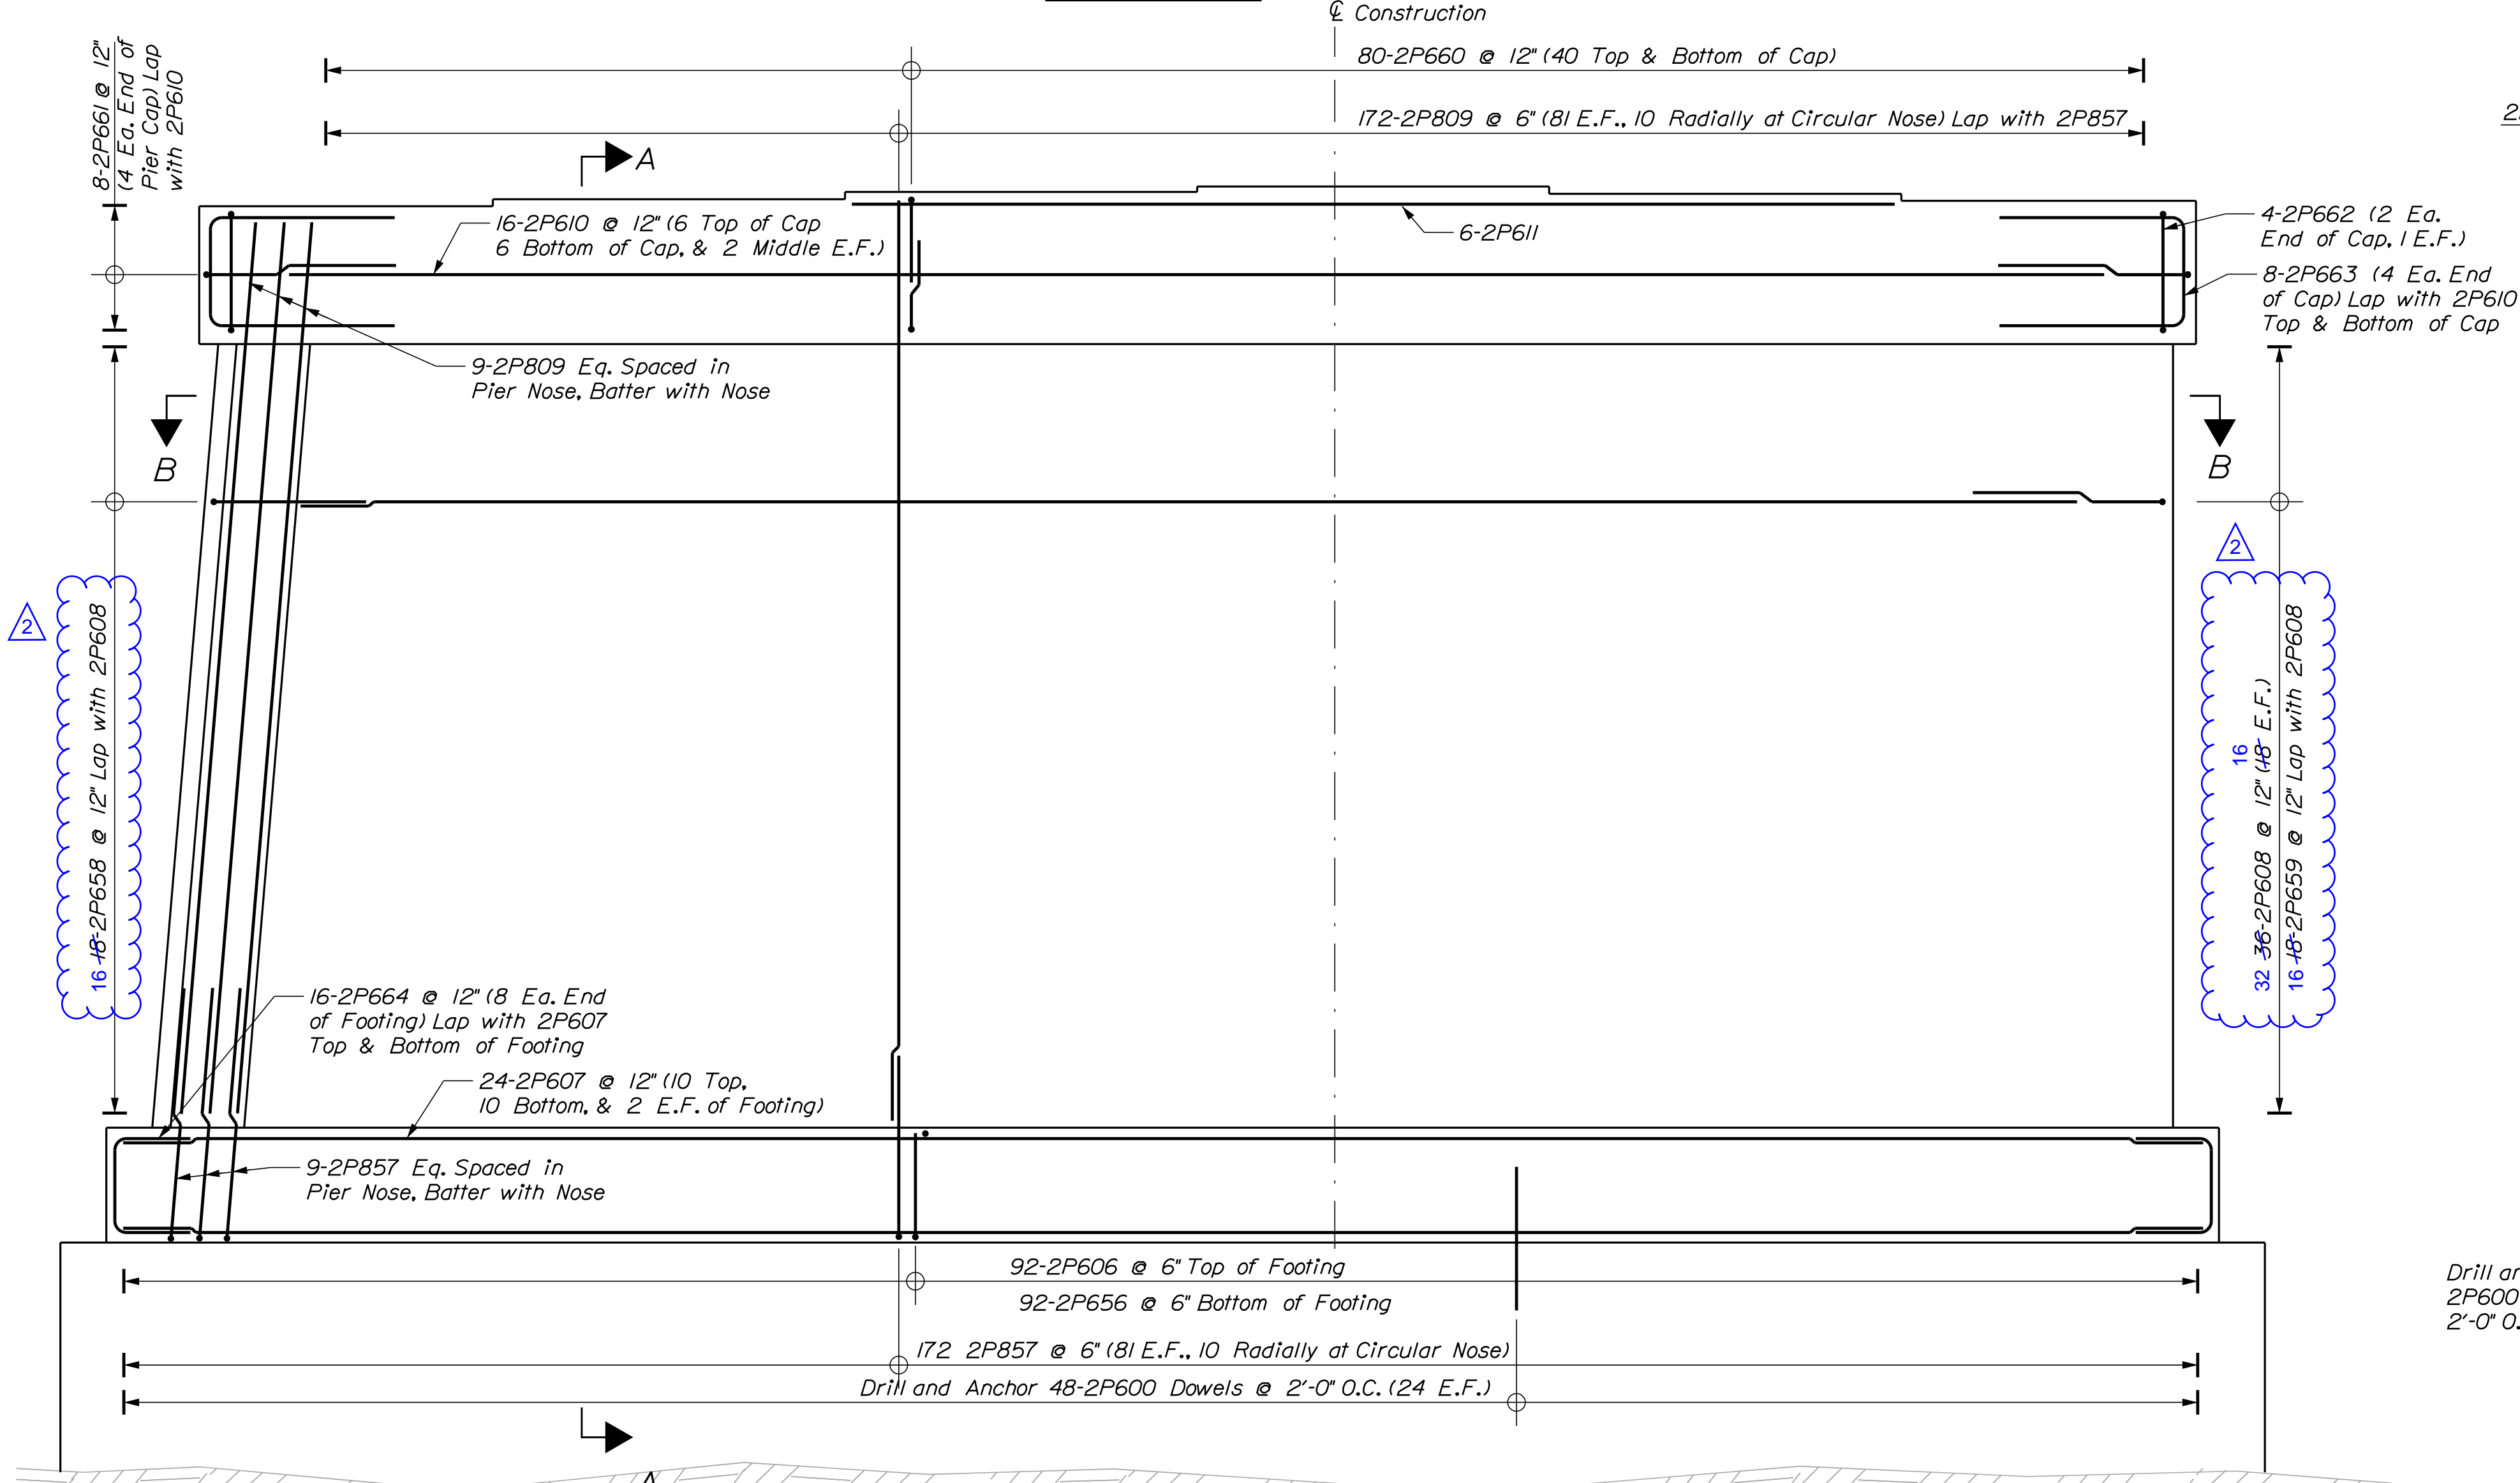 ℄ Construction
80-2P660 @ 12" (40 Top & Bottom of Cap)
172-2P809 @ 6" (81 E.F., 10 Radially at Circular Nose) Lap with 2P857
8-2P661 @ 12"
(4 Ea. End of
Pier Cap) Lap
with 2P610
A
16-2P610 @ 12" (6 Top of Cap
6 Bottom of Cap, & 2 Middle E.F.)
6-2P611
4-2P662 (2 Ea.
End of Cap, 1 E.F.)
8-2P663 (4 Ea. End
of Cap) Lap with 2P610
Top & Bottom of Cap
9-2P809 Eq. Spaced in
Pier Nose, Batter with Nose
B
B
2
2
16 18-2P658 @ 12" Lap with 2P608
16
32 36-2P608 @ 12" (18 E.F.)
16 18-2P659 @ 12" Lap with 2P608
16-2P664 @ 12" (8 Ea. End
of Footing) Lap with 2P607
Top & Bottom of Footing
24-2P607 @ 12" (10 Top,
10 Bottom, & 2 E.F. of Footing)
9-2P857 Eq. Spaced in
Pier Nose, Batter with Nose
92-2P606 @ 6" Top of Footing
92-2P656 @ 6" Bottom of Footing
172 2P857 @ 6" (81 E.F., 10 Radially at Circular Nose)
Drill and Anchor 48-2P600 Dowels @ 2'-0" O.C. (24 E.F.)
Drill
2P600
2'-0" O.